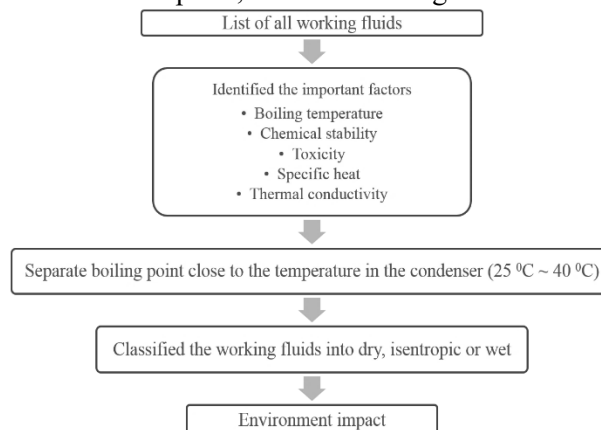 List of all working fluids
Identified the important factors
• Boiling temperature
• Chemical stability
• Toxicity
• Specific heat
• Thermal conductivity
Separate boiling point close to the temperature in the condenser (25 ⁰C ~ 40 ⁰C)
Classified the working fluids into dry, isentropic or wet
Environment impact